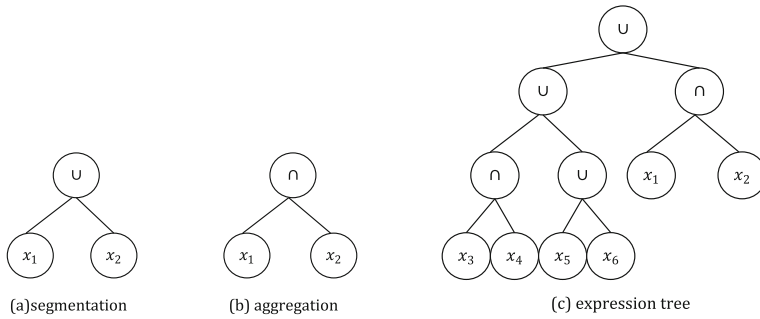 ∪
∪ ∩
∪ ∩ ∩ ∪ x₁ x₂
x₁ x₂ x₁ x₂ x₃ x₄ x₅ x₆
(a)segmentation (b) aggregation (c) expression tree